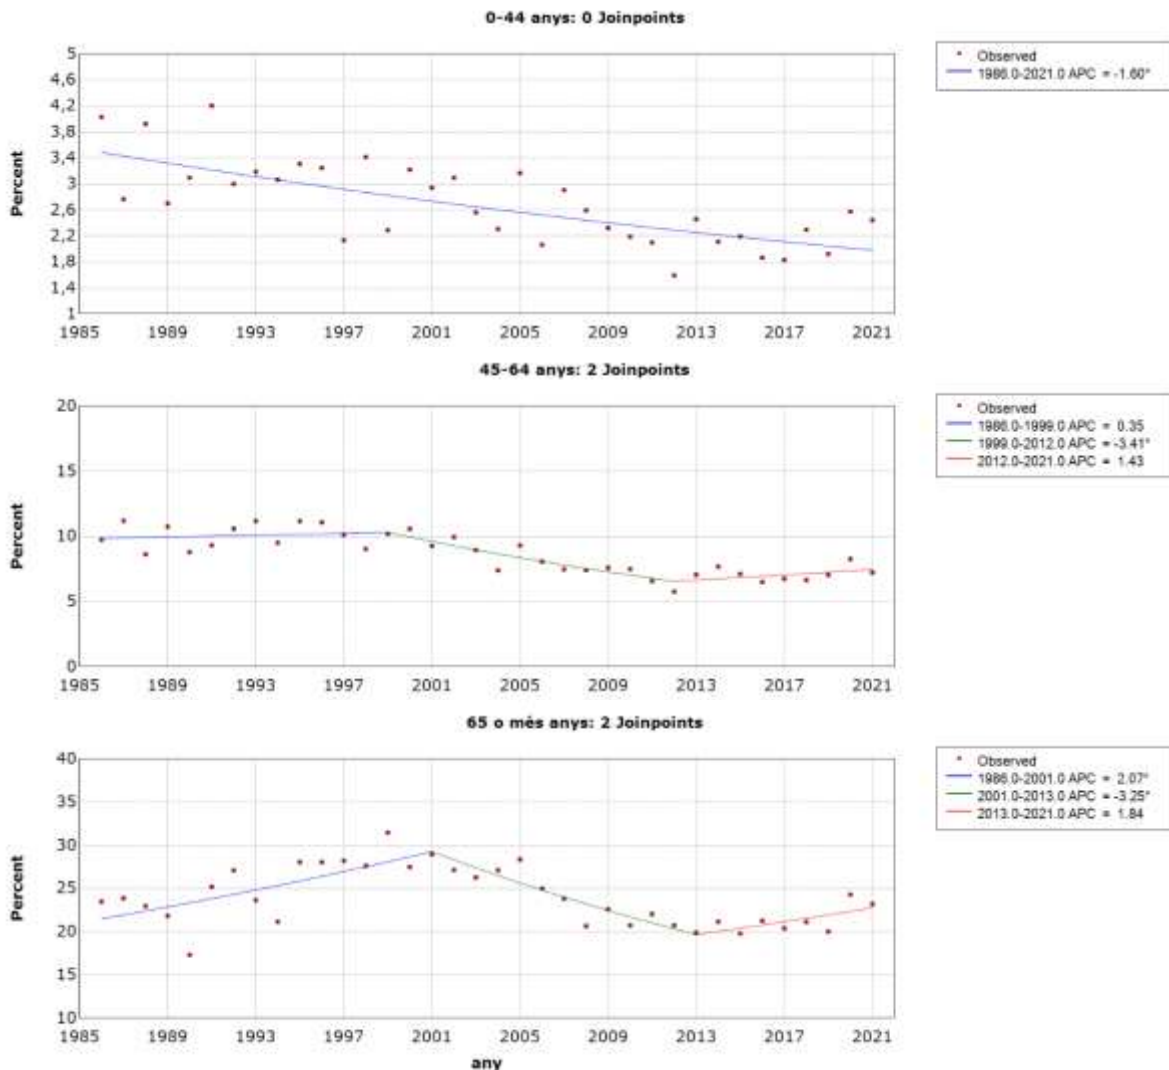 0-44 anys: 0 Joinpoints
Percent
5
4,6
4,2
3,8
3,4
3
2,6
2,2
1,8
1,4
1
1985 1989 1993 1997 2001 2005 2009 2013 2017 2021
Observed
1986.0-2021.0 APC = -1.60*
45-64 anys: 2 Joinpoints
Percent
20
15
10
5
0
1985 1989 1993 1997 2001 2005 2009 2013 2017 2021
Observed
1986.0-1999.0 APC = 0.35
1999.0-2012.0 APC = -3.41*
2012.0-2021.0 APC = 1.43
65 o mès anys: 2 Joinpoints
Percent
40
35
30
25
20
15
10
1985 1989 1993 1997 2001 2005 2009 2013 2017 2021
any
Observed
1986.0-2001.0 APC = 2.07*
2001.0-2013.0 APC = -3.25*
2013.0-2021.0 APC = 1.84